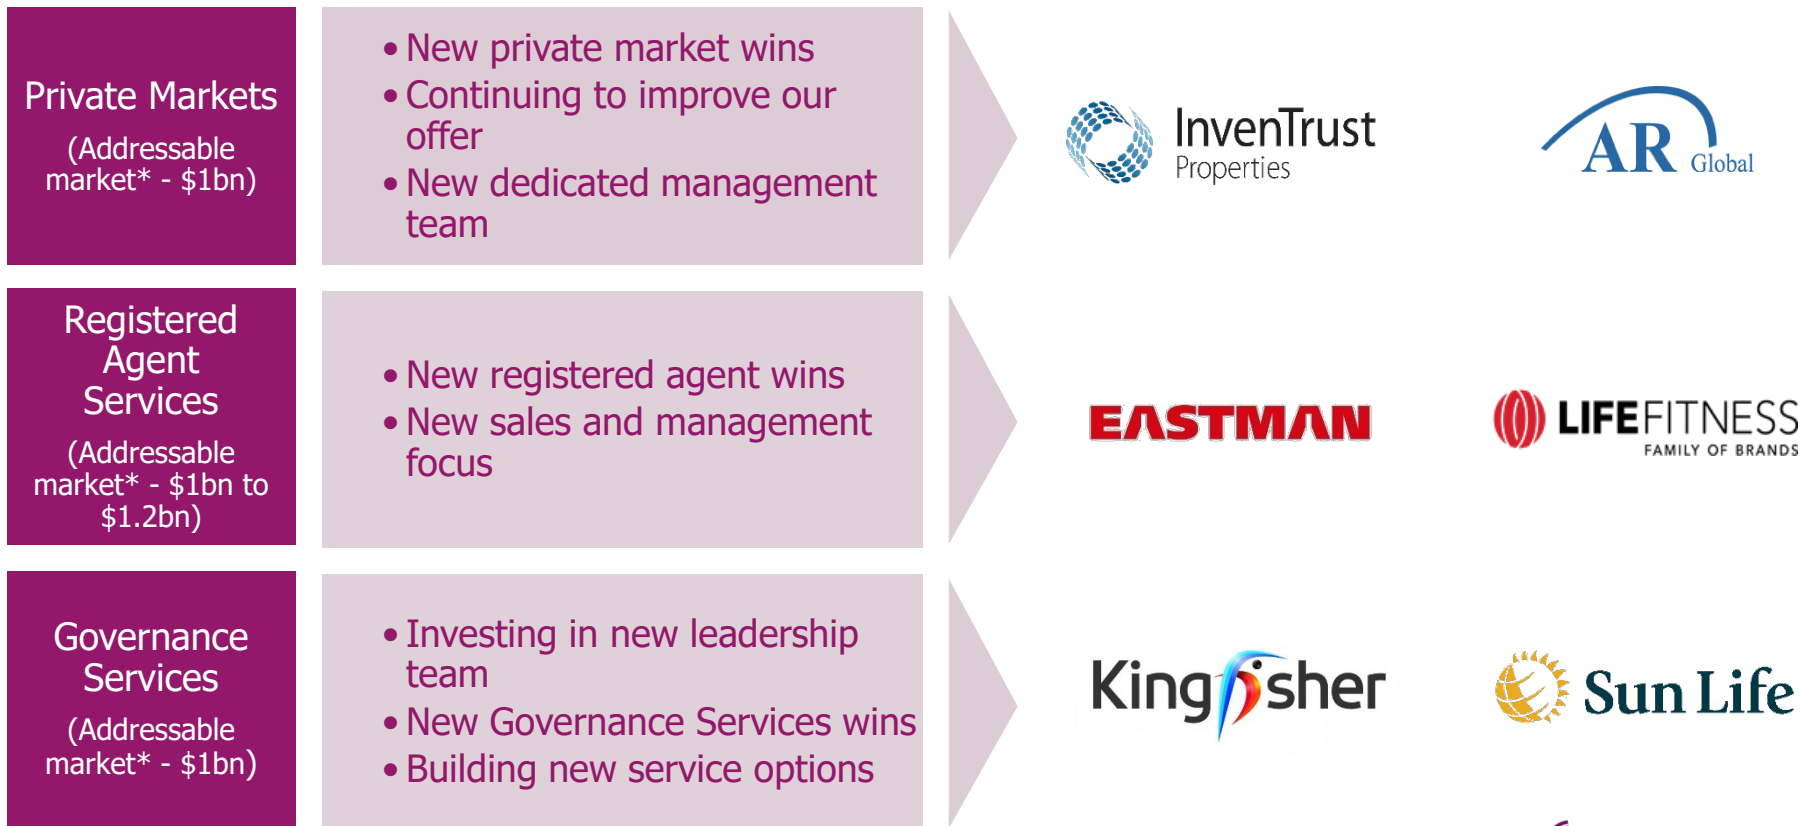 Private Markets
(Addressable
market* - $1bn)
• New private market wins
• Continuing to improve our
offer
• New dedicated management
team
InvenTrust
Properties
AR Global
Registered
Agent
Services
(Addressable
market* - $1bn to
$1.2bn)
• New registered agent wins
• New sales and management
focus
EASTMAN
LIFEFITNESS
FAMILY OF BRANDS
Governance
Services
(Addressable
market* - $1bn)
• Investing in new leadership
team
• New Governance Services wins
• Building new service options
Kingfisher
Sun Life